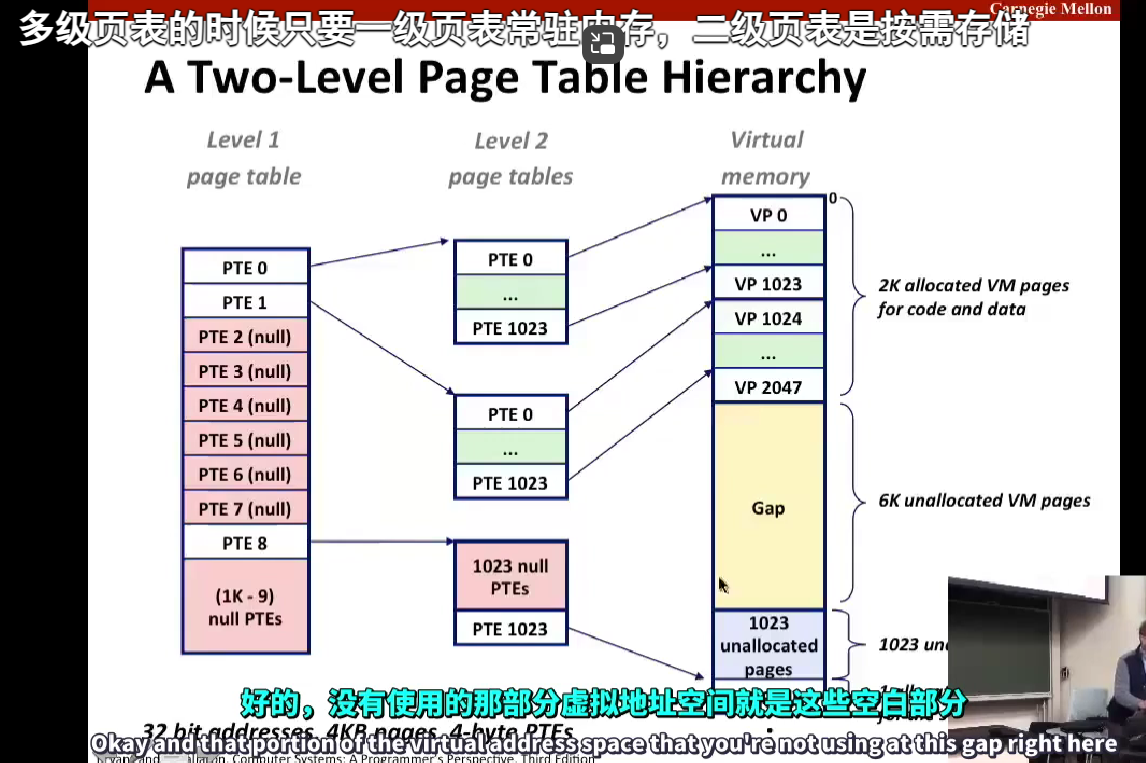 Carnegie Mellon
多级页表的时候只要一级页表常驻内存，二级页表是按需存储
A Two-Level Page Table Hierarchy
Level 1
page table
Level 2
page tables
Virtual
memory
PTE 0
PTE 1
PTE 2 (null)
PTE 3 (null)
PTE 4 (null)
PTE 5 (null)
PTE 6 (null)
PTE 7 (null)
PTE 8
(1K - 9)
null PTEs
PTE 0
...
PTE 1023
PTE 0
...
PTE 1023
1023 null
PTEs
PTE 1023
0
VP 0
...
VP 1023
VP 1024
...
VP 2047
Gap
1023
unallocated
pages
2K allocated VM pages
for code and data
6K unallocated VM pages
1023
好的，没有使用的那部分虚拟地址空间就是这些空白部分
32 bit addresses, 4KB pages, 4-byte PTEs
Okay and that portion of the virtual address space that you're not using at this gap right here
Computer Systems: A Programmer's Perspective, Third Edition